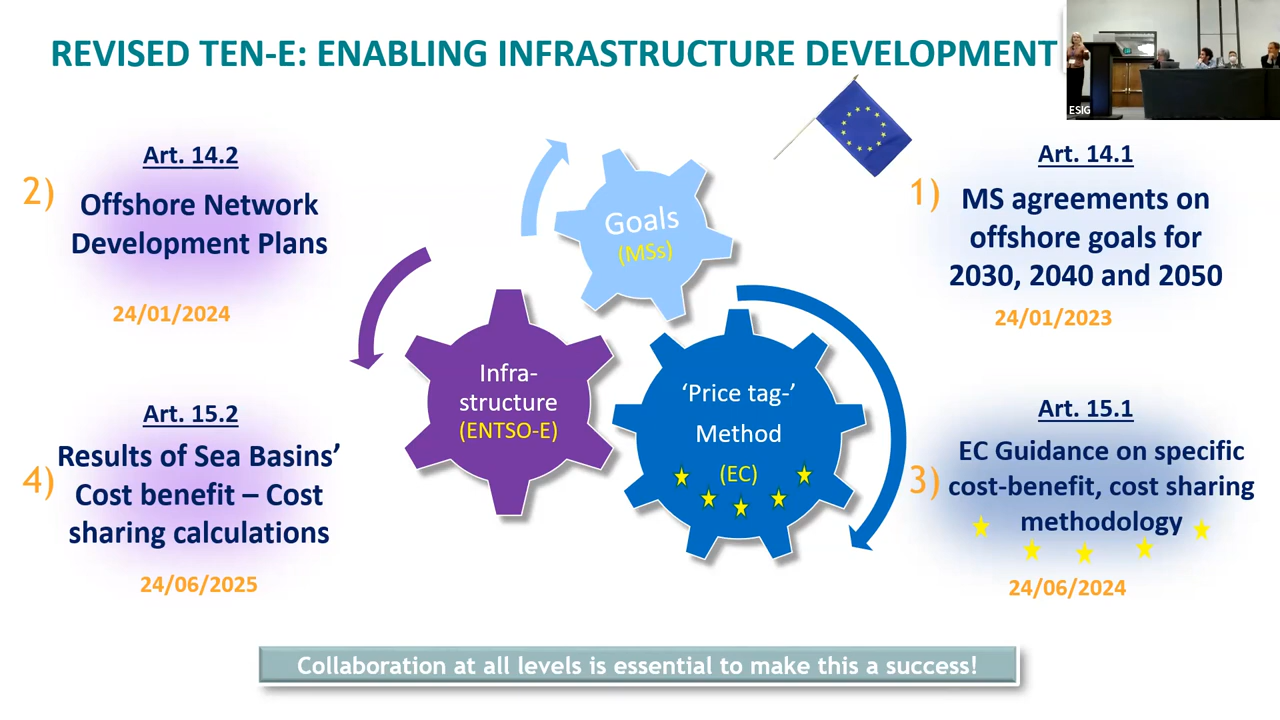 REVISED TEN-E: ENABLING INFRASTRUCTURE DEVELOPMENT
ESIG
Art. 14.2
2)
Offshore Network
Development Plans
24/01/2024
Goals
(MSs)
Art. 14.1
1)
MS agreements on
offshore goals for
2030, 2040 and 2050
24/01/2023
Infra-
structure
(ENTSO-E)
‘Price tag-’
Method
(EC)
Art. 15.2
4)
Results of Sea Basins’
Cost benefit – Cost
sharing calculations
24/06/2025
Art. 15.1
3)
EC Guidance on specific
cost-benefit, cost sharing
methodology
24/06/2024
Collaboration at all levels is essential to make this a success!